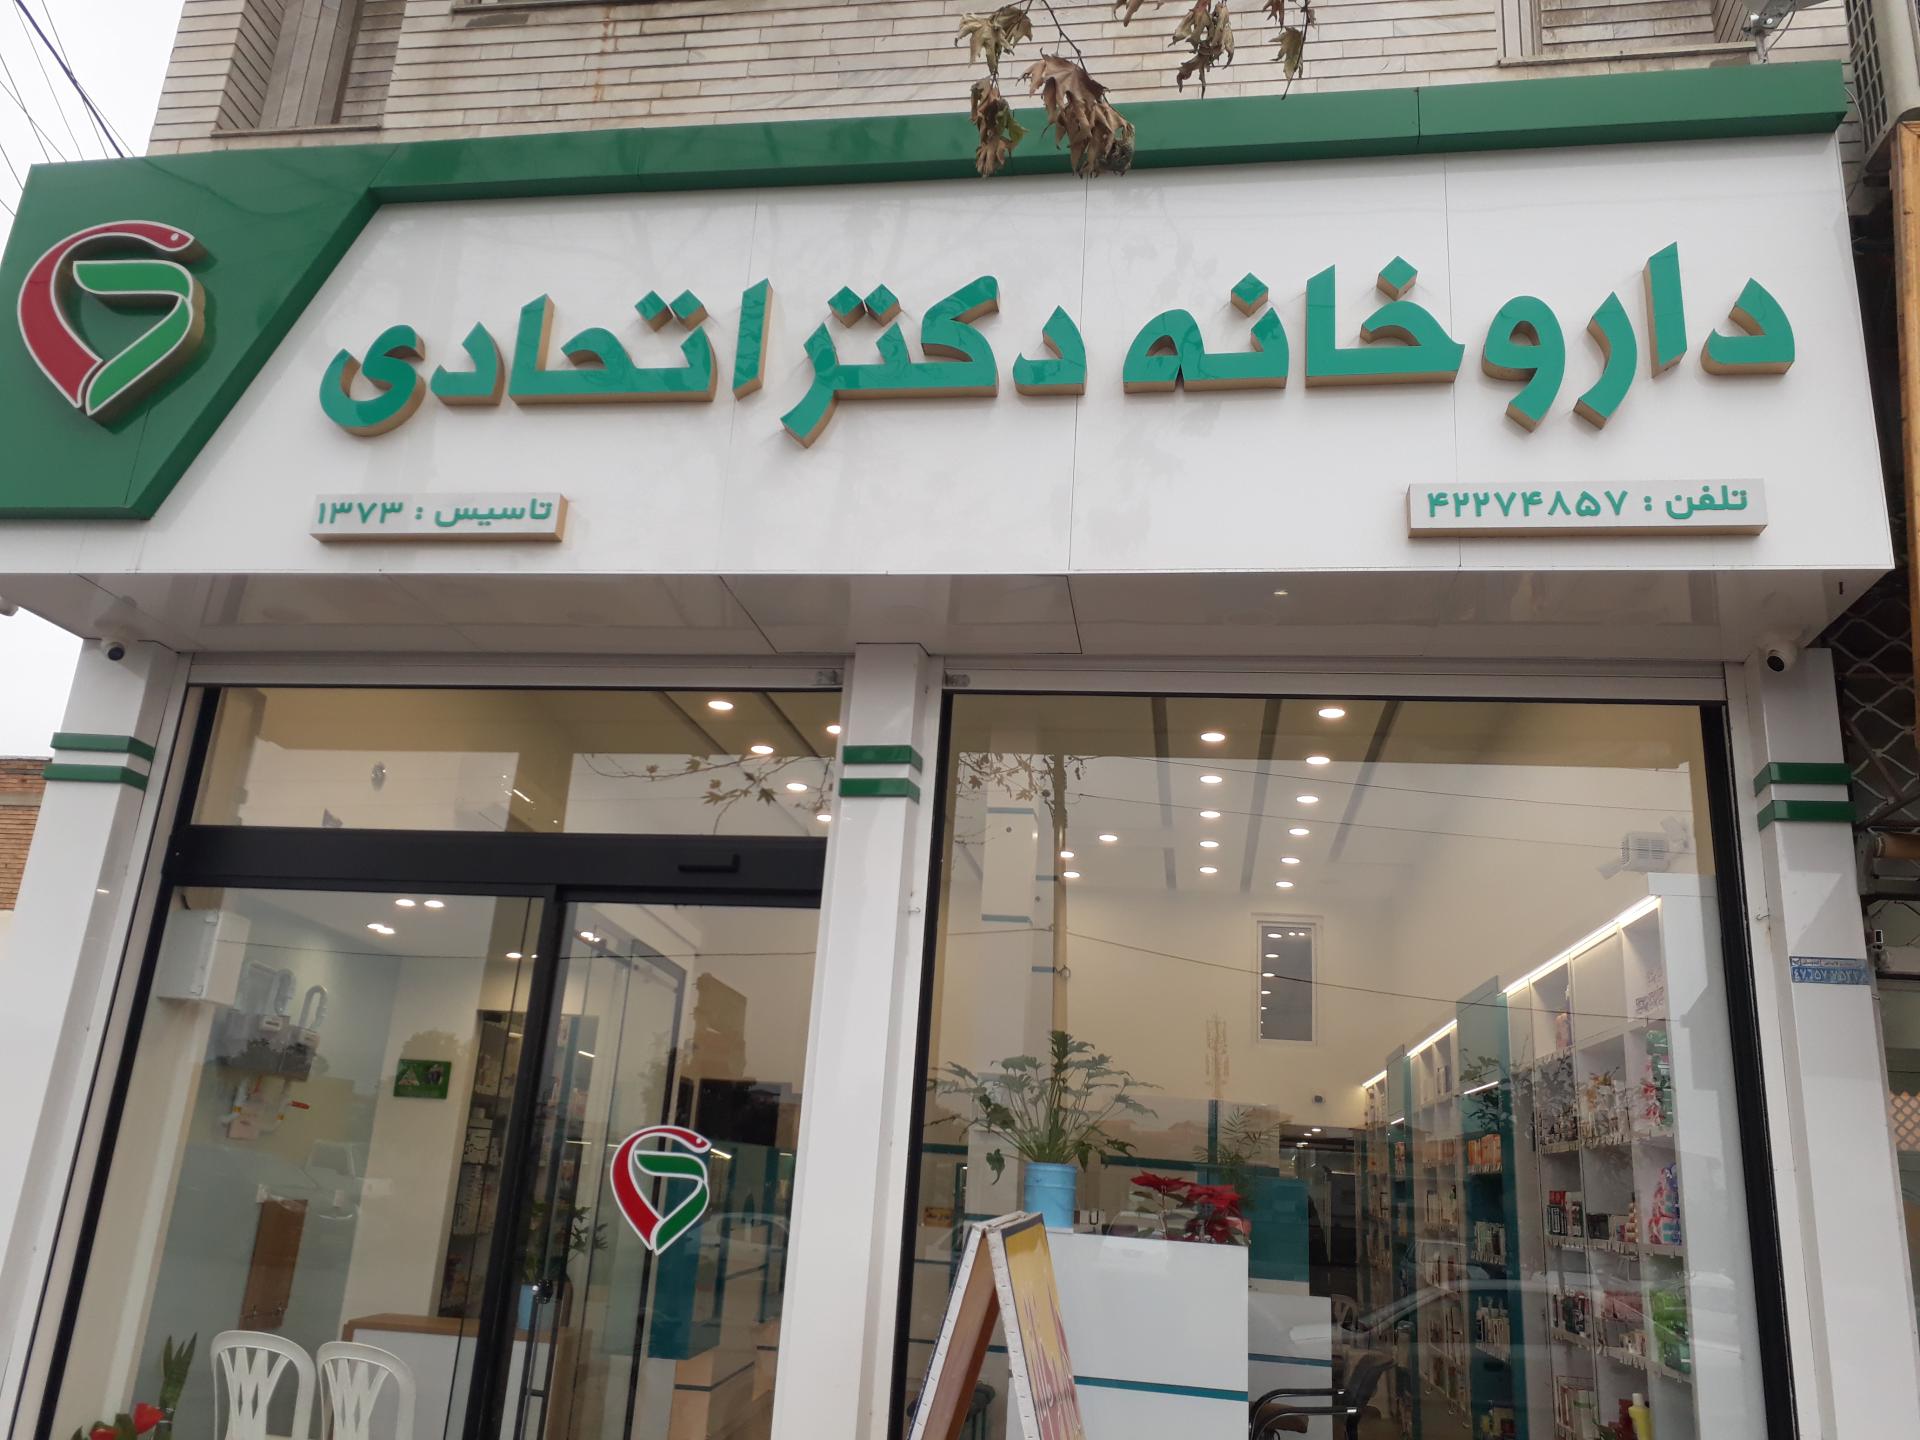 داروخانه دکتر اتحادی
تلفن : ۴۲۲۷۴۸۵۷
تاسیس : ۱۳۷۳